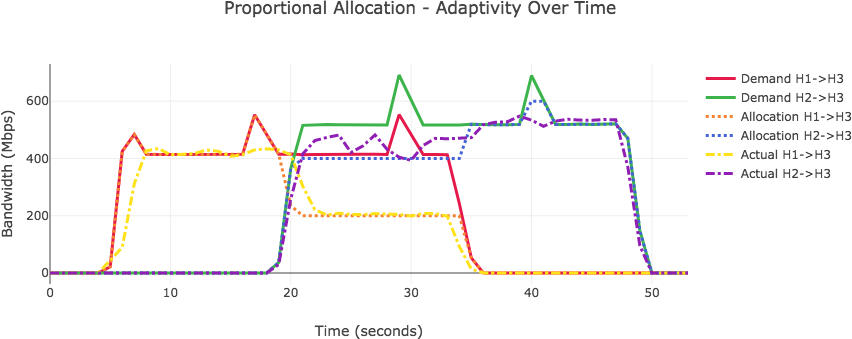 Proportional Allocation - Adaptivity Over Time
Bandwidth (Mbps)
600
400
200
0
0 10 20 30 40 50
Time (seconds)
Demand H1->H3
Demand H2->H3
Allocation H1->H3
Allocation H2->H3
Actual H1->H3
Actual H2->H3